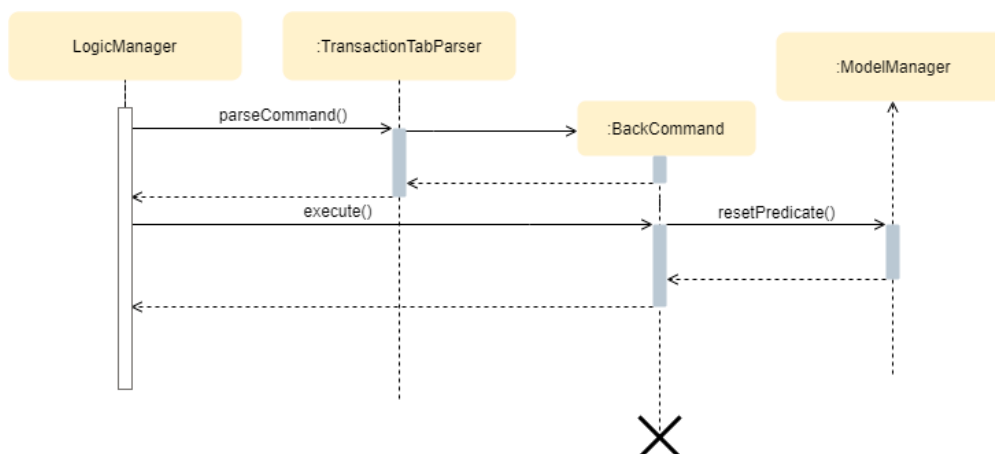 LogicManager
:TransactionTabParser
:ModelManager
parseCommand()
:BackCommand
execute()
resetPredicate()